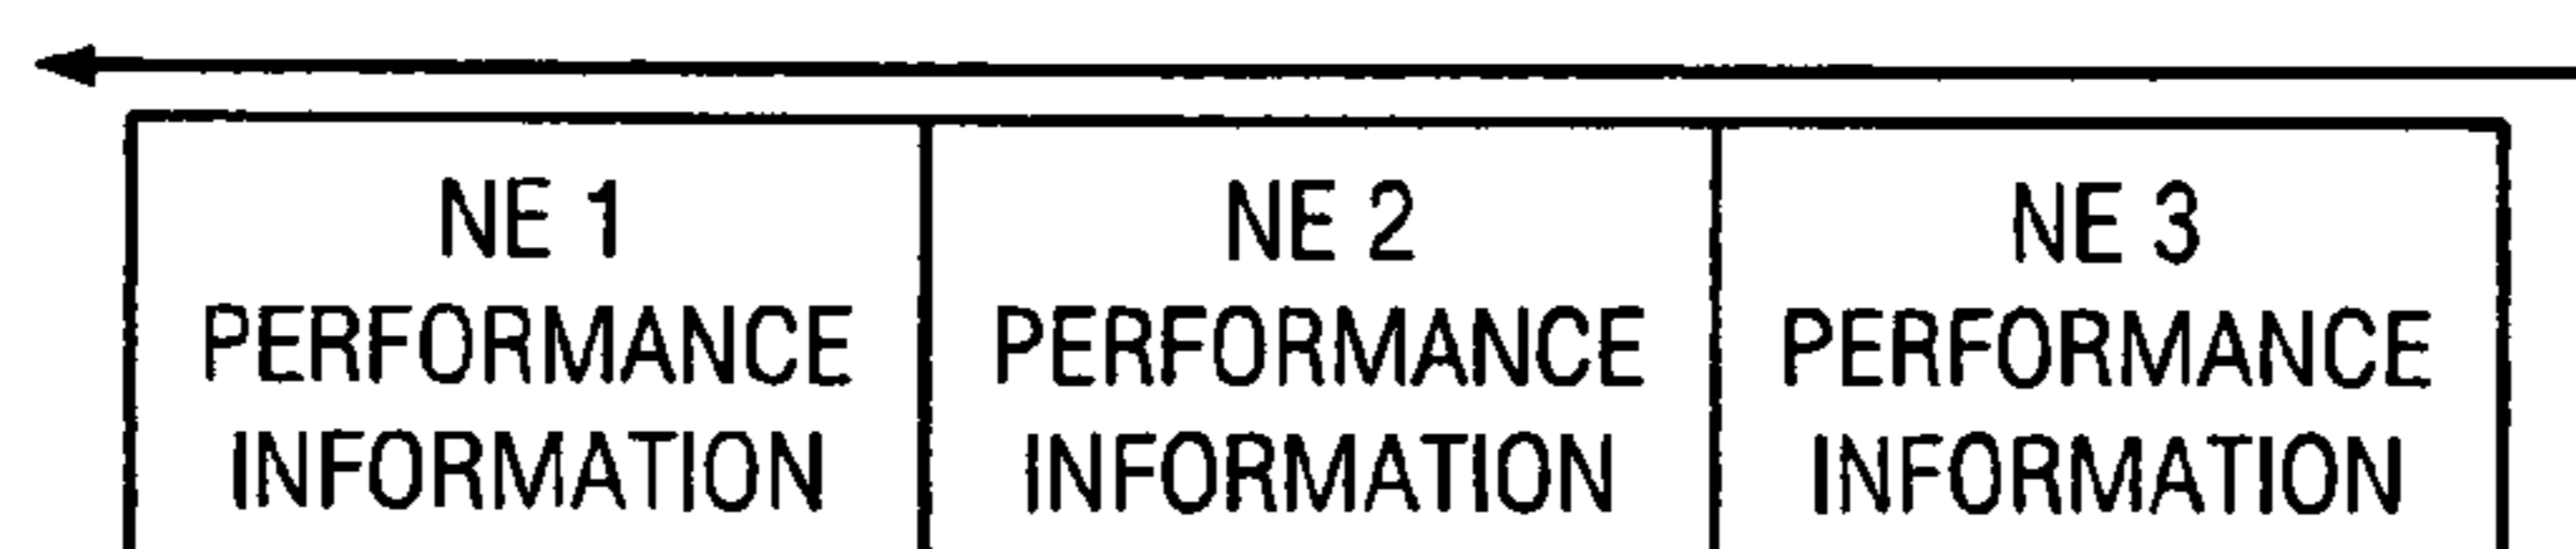 NE 1
PERFORMANCE
INFORMATION
NE 2
PERFORMANCE
INFORMATION
NE 3
PERFORMANCE
INFORMATION